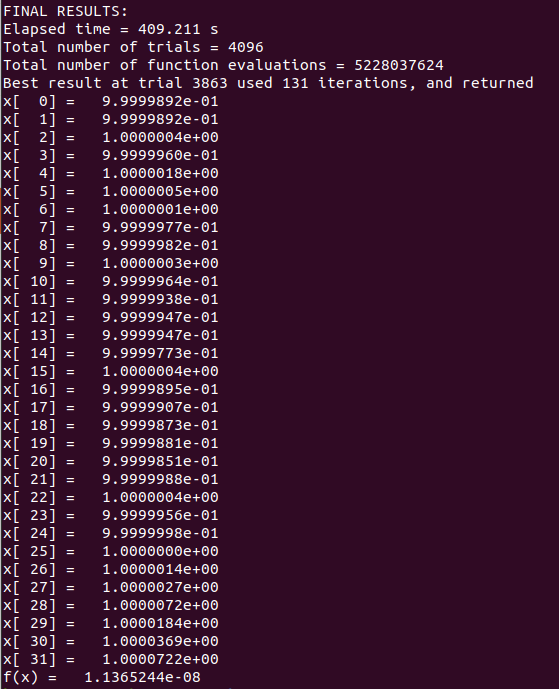 FINAL RESULTS:
Elapsed time = 409.211 s
Total number of trials = 4096
Total number of function evaluations = 5228037624
Best result at trial 3863 used 131 iterations, and returned
x[  0] =   9.9999892e-01
x[  1] =   9.9999892e-01
x[  2] =   1.0000004e+00
x[  3] =   9.9999960e-01
x[  4] =   1.0000018e+00
x[  5] =   1.0000005e+00
x[  6] =   1.0000001e+00
x[  7] =   9.9999977e-01
x[  8] =   9.9999982e-01
x[  9] =   1.0000003e+00
x[ 10] =   9.9999964e-01
x[ 11] =   9.9999938e-01
x[ 12] =   9.9999947e-01
x[ 13] =   9.9999947e-01
x[ 14] =   9.9999773e-01
x[ 15] =   1.0000004e+00
x[ 16] =   9.9999895e-01
x[ 17] =   9.9999907e-01
x[ 18] =   9.9999873e-01
x[ 19] =   9.9999881e-01
x[ 20] =   9.9999851e-01
x[ 21] =   9.9999988e-01
x[ 22] =   1.0000004e+00
x[ 23] =   9.9999956e-01
x[ 24] =   9.9999998e-01
x[ 25] =   1.0000000e+00
x[ 26] =   1.0000014e+00
x[ 27] =   1.0000027e+00
x[ 28] =   1.0000072e+00
x[ 29] =   1.0000184e+00
x[ 30] =   1.0000369e+00
x[ 31] =   1.0000722e+00
f(x) =   1.1365244e-08